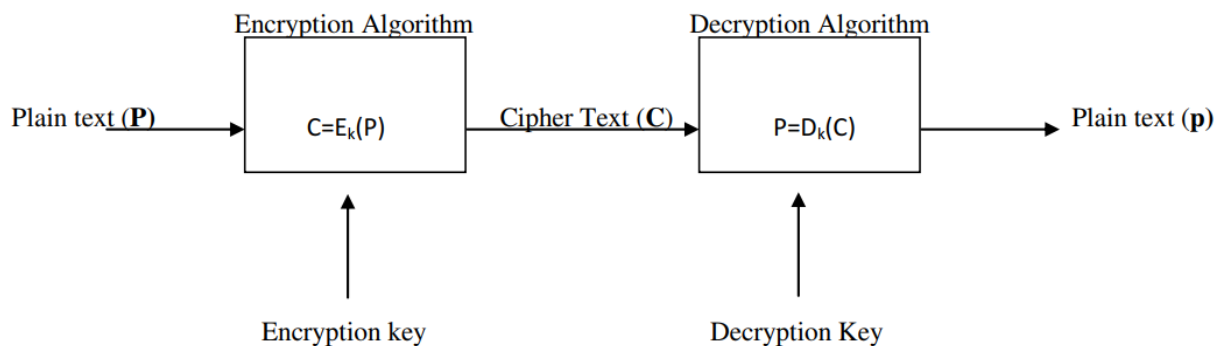 Encryption Algorithm
Decryption Algorithm
Plain text (P)
C=Eₖ(P)
Cipher Text (C)
P=Dₖ(C)
Plain text (p)
Encryption key
Decryption Key